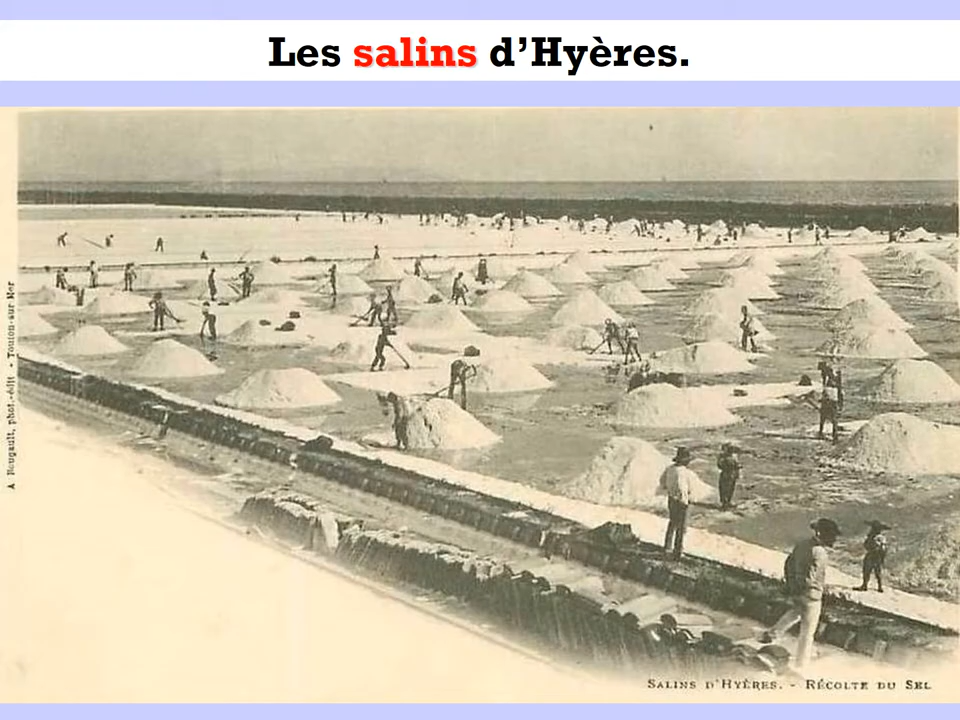 Les salins d’Hyères.
A Bougault, phot.-édit - Toulon-sur Mer
SALINS D'HYÈRES. - RÉCOLTE DU SEL